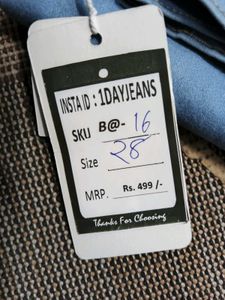 INSTA ID : 1DAYJEANS
SKU B@- 16
Size 28
MRP. Rs. 499 /-
Thanks For Choosing